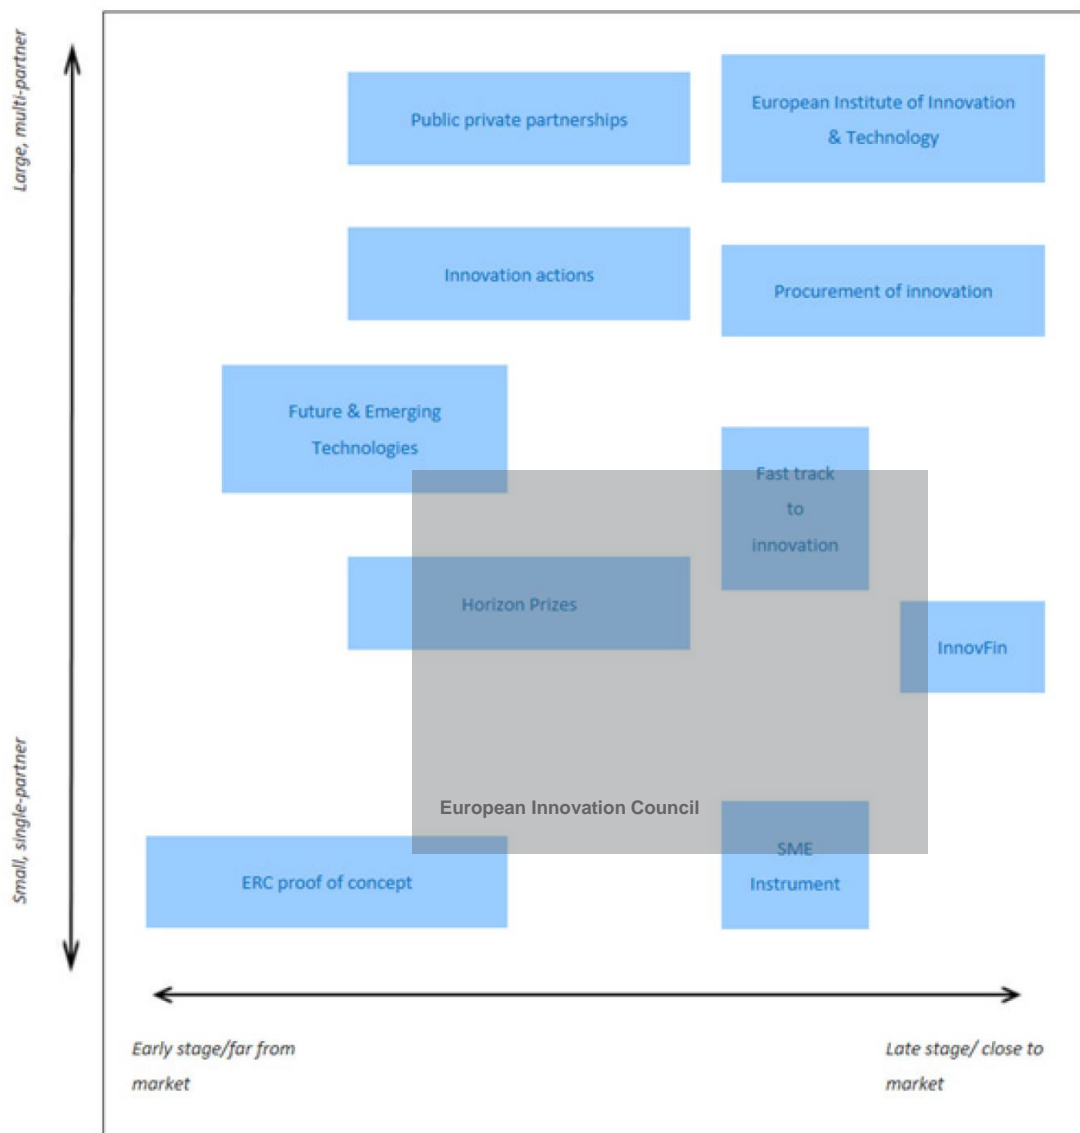 Large, multi-partner
Public private partnerships
European Institute of Innovation
& Technology
Innovation actions
Procurement of innovation
Future & Emerging
Technologies
Fast track
to
innovation
Horizon Prizes
InnovFin
Small, single-partner
European Innovation Council
SME
Instrument
ERC proof of concept
Early stage/far from
market
Late stage/ close to
market